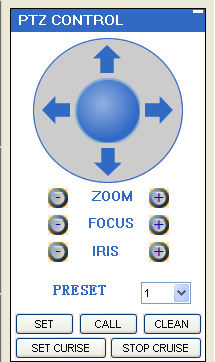 PTZ CONTROL
- ZOOM +
- FOCUS +
- IRIS +
PRESET 1
SET CALL CLEAN
SET CURISE STOP CRUISE